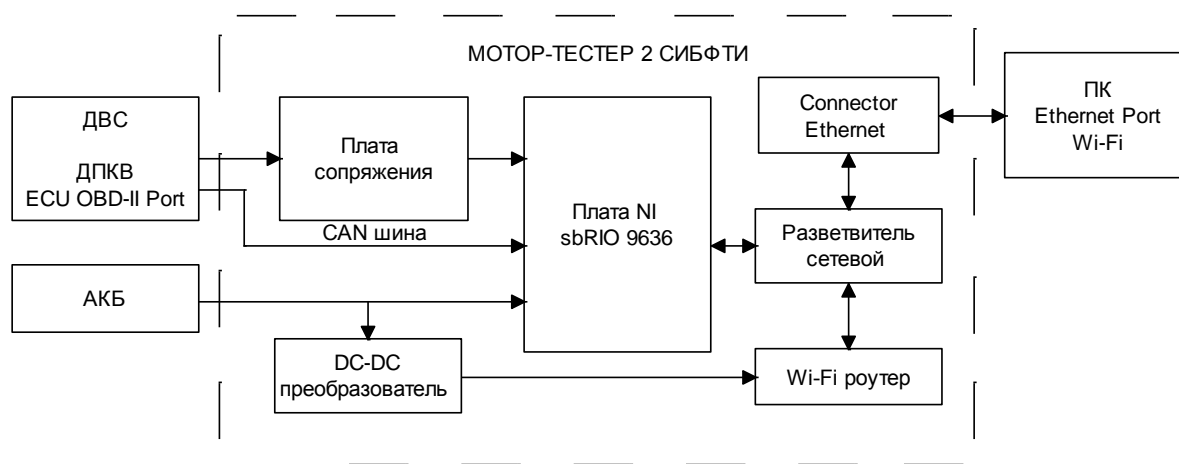 МОТОР-ТЕСТЕР 2 СИБФТИ
ДВС
ДПКВ
ECU OBD-II Port
Плата
сопряжения
CAN шина
АКБ
DC-DC
преобразователь
Плата NI
sbRIO 9636
Connector
Ethernet
Разветвитель
сетевой
Wi-Fi роутер
ПК
Ethernet Port
Wi-Fi